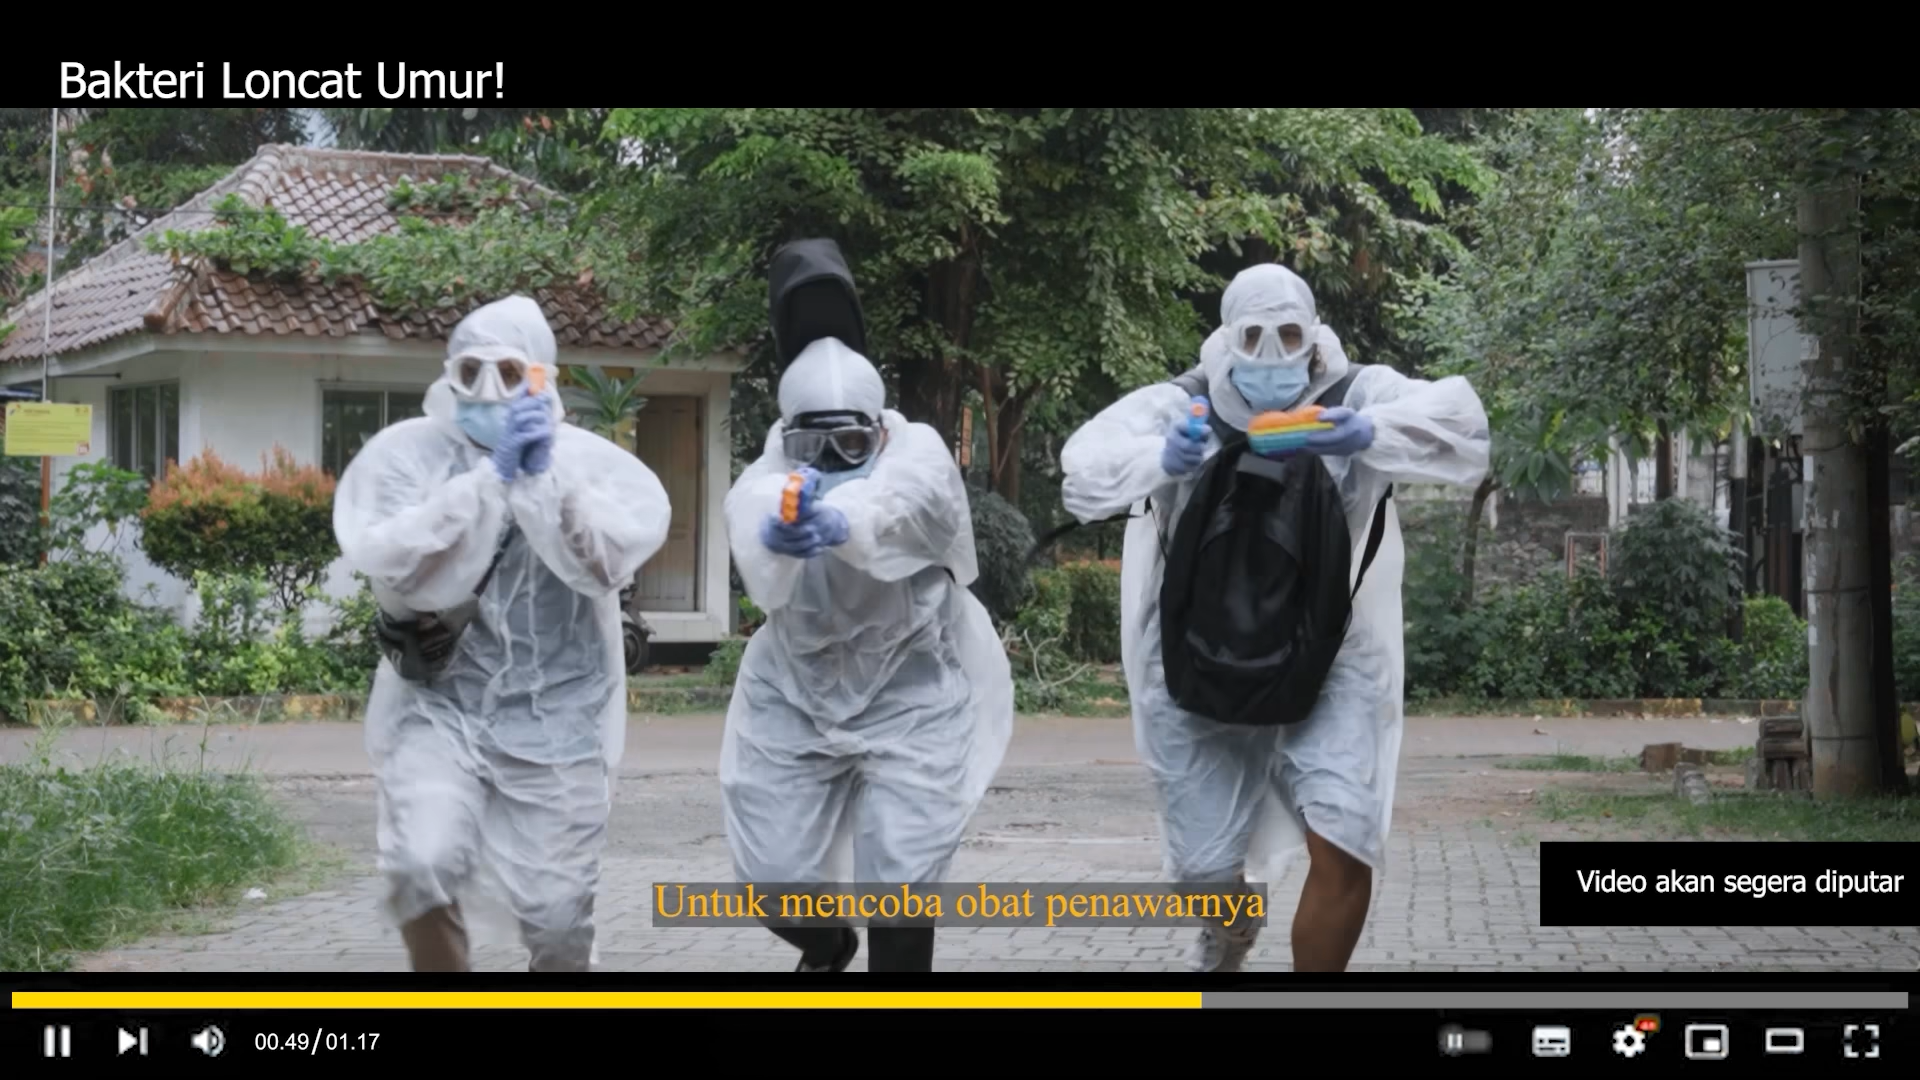 Bakteri Loncat Umur!
Untuk mencoba obat penawarnya
Video akan segera diputar
00.49/01.17